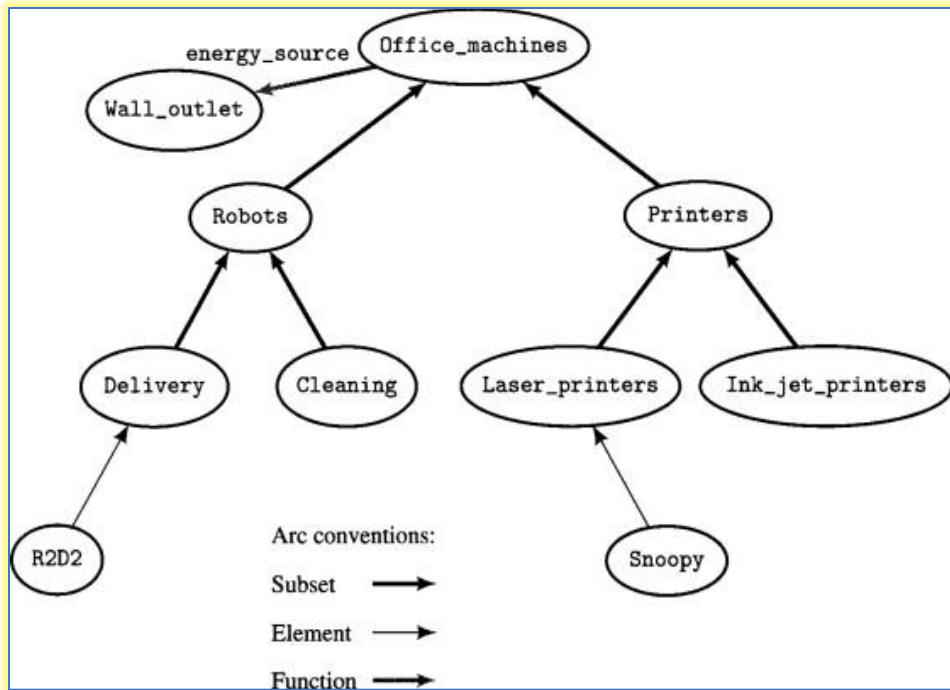 Office_machines
energy_source
Wall_outlet
Robots
Printers
Delivery
Cleaning
Laser_printers
Ink_jet_printers
R2D2
Snoopy
Arc conventions:
Subset
Element
Function